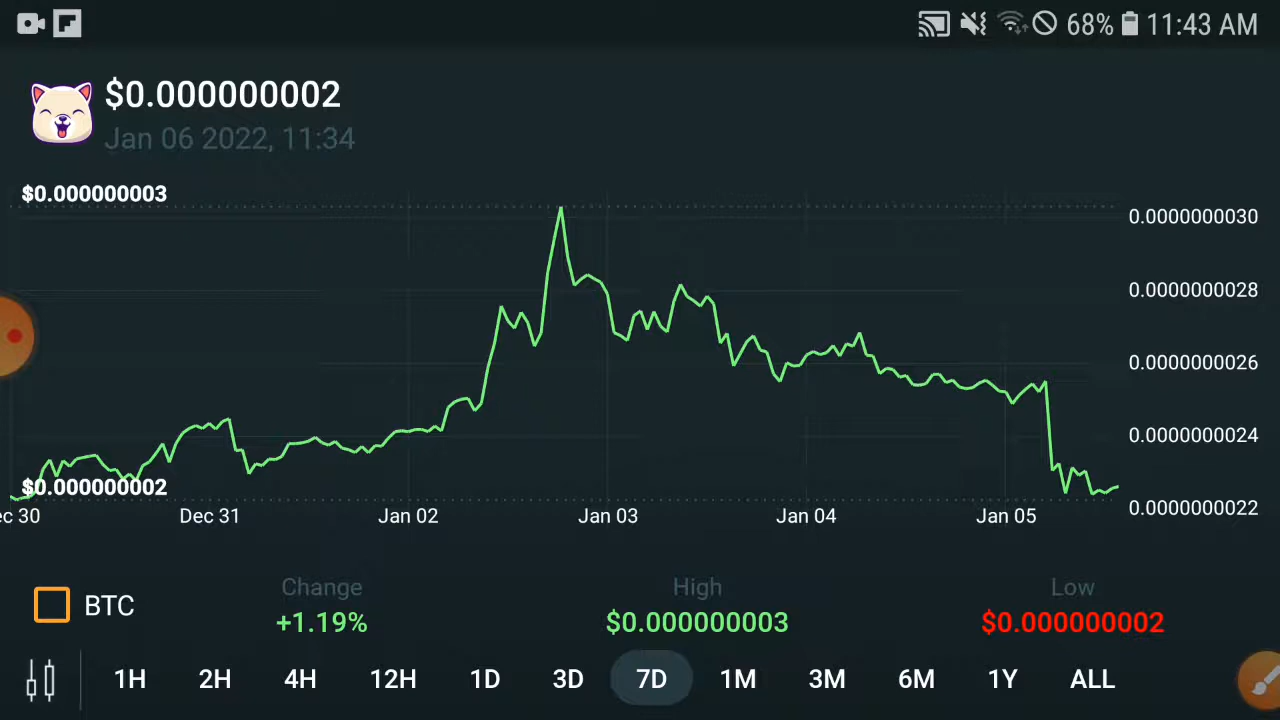 68% 11:43 AM
$0.000000002
Jan 06 2022, 11:34
$0.000000003
0.0000000030
0.0000000028
0.0000000026
0.0000000024
$0.000000002
0.0000000022
ec 30 Dec 31 Jan 02 Jan 03 Jan 04 Jan 05
BTC
Change
+1.19%
High
$0.000000003
Low
$0.000000002
1H 2H 4H 12H 1D 3D 7D 1M 3M 6M 1Y ALL